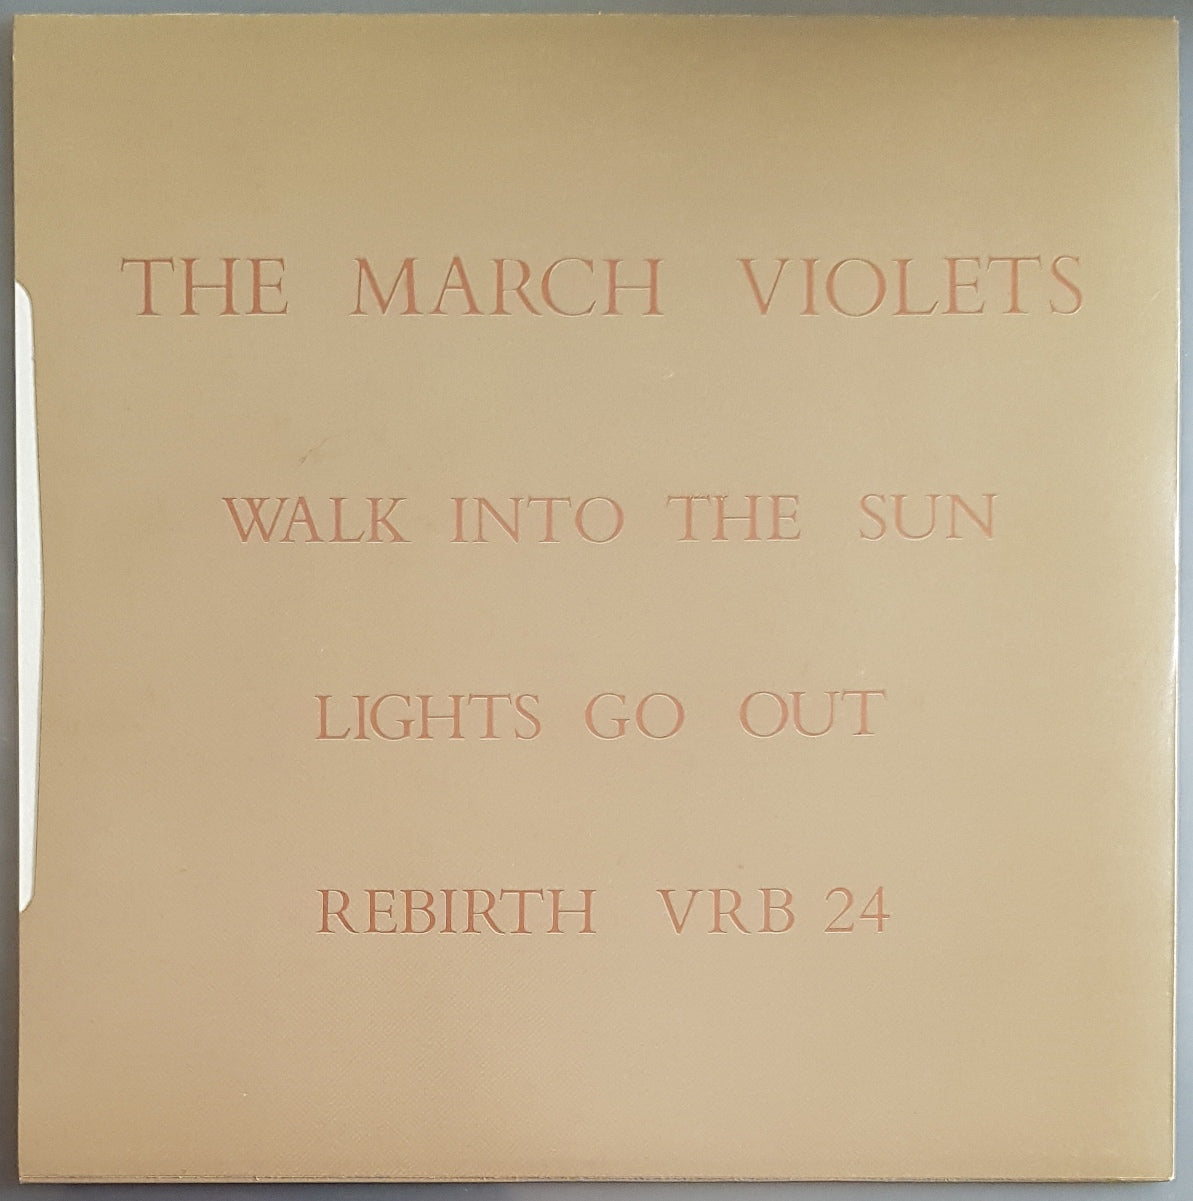 THE MARCH VIOLETS
WALK INTO THE SUN
LIGHTS GO OUT
REBIRTH VRB 24